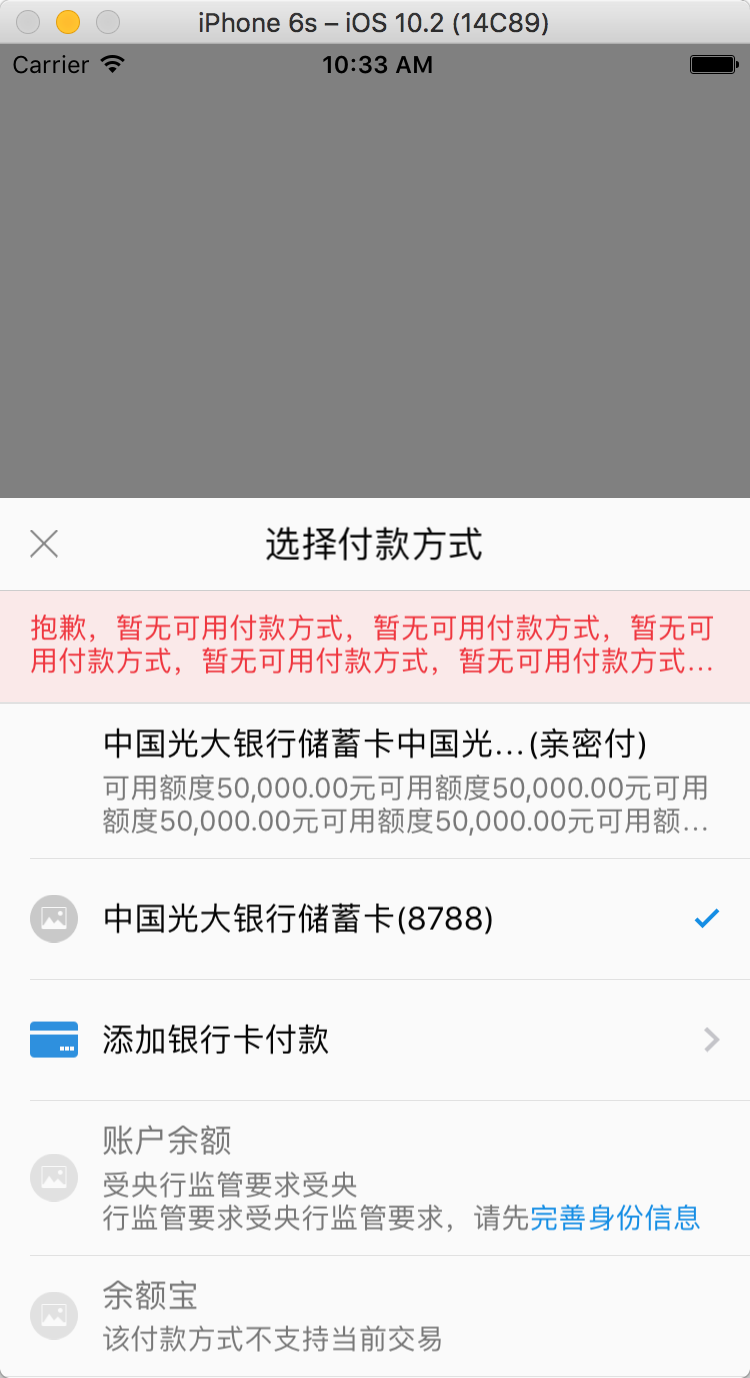 iPhone 6s – iOS 10.2 (14C89)
Carrier 10:33 AM
选择付款方式
抱歉，暂无可用付款方式，暂无可用付款方式，暂无可
用付款方式，暂无可用付款方式，暂无可用付款方式...
中国光大银行储蓄卡中国光...(亲密付)
可用额度50,000.00元可用额度50,000.00元可用
额度50,000.00元可用额度50,000.00元可用额...
中国光大银行储蓄卡(8788)
添加银行卡付款
账户余额
受央行监管要求受央
行监管要求受央行监管要求，请先完善身份信息
余额宝
该付款方式不支持当前交易